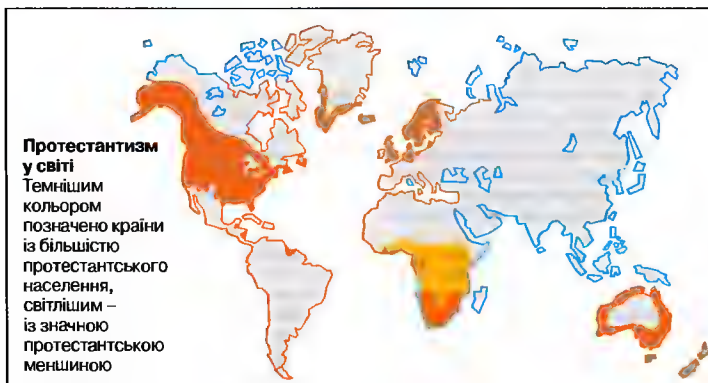 Протестантизм
у світі
Темнішим
кольором
позначено країни
із більшістю
протестантського
населення,
світлішим –
із значною
протестантською
меншиною